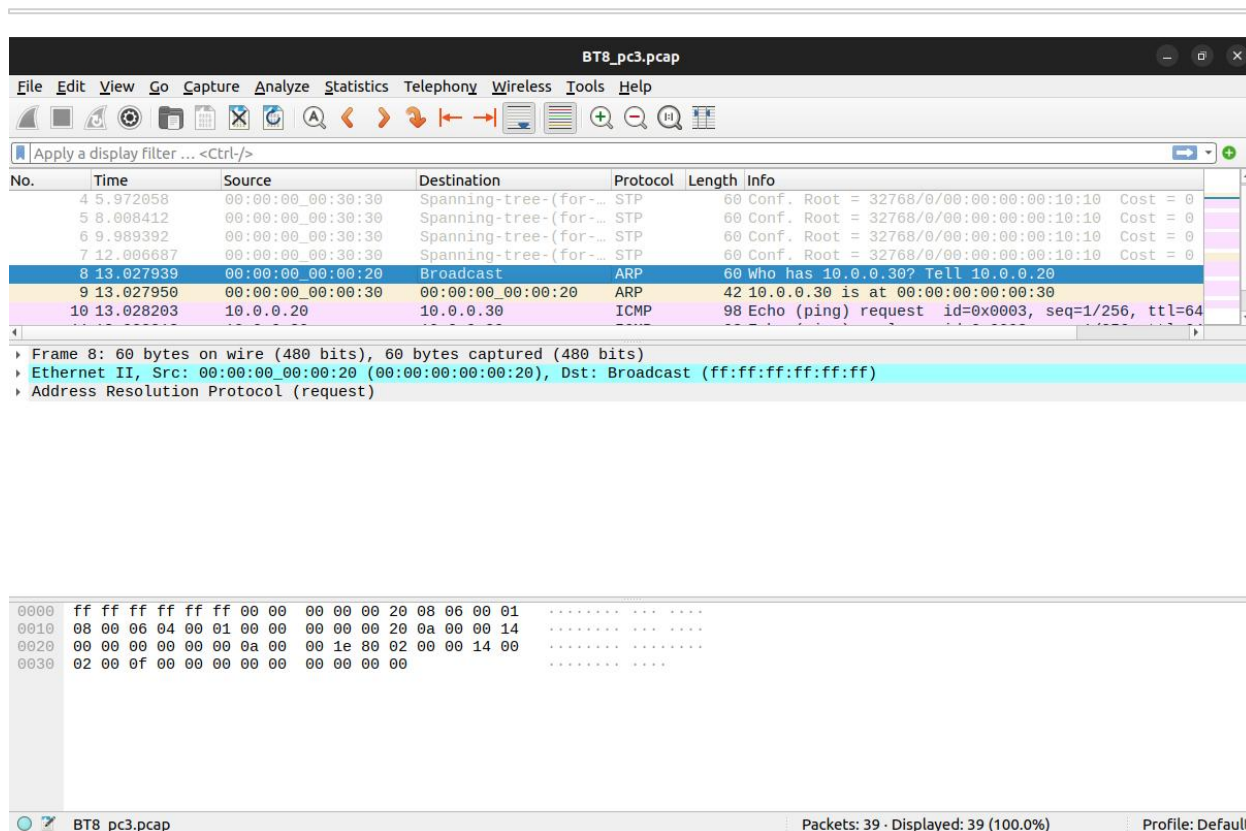 BT8_pc3.pcap
File Edit View Go Capture Analyze Statistics Telephony Wireless Tools Help
Apply a display filter … <Ctrl-/>
No. Time Source Destination Protocol Length Info
4 5.972058 00:00:00_00:30:30 Spanning-tree-(for-… STP 60 Conf. Root = 32768/0/00:00:00:00:10:10 Cost = 0
5 8.008412 00:00:00_00:30:30 Spanning-tree-(for-… STP 60 Conf. Root = 32768/0/00:00:00:00:10:10 Cost = 0
6 9.989392 00:00:00_00:30:30 Spanning-tree-(for-… STP 60 Conf. Root = 32768/0/00:00:00:00:10:10 Cost = 0
7 12.006687 00:00:00_00:30:30 Spanning-tree-(for-… STP 60 Conf. Root = 32768/0/00:00:00:00:10:10 Cost = 0
8 13.027939 00:00:00_00:00:20 Broadcast ARP 60 Who has 10.0.0.30? Tell 10.0.0.20
9 13.027950 00:00:00_00:00:30 00:00:00_00:00:20 ARP 42 10.0.0.30 is at 00:00:00:00:00:30
10 13.028203 10.0.0.20 10.0.0.30 ICMP 98 Echo (ping) request id=0x0003, seq=1/256, ttl=64
Frame 8: 60 bytes on wire (480 bits), 60 bytes captured (480 bits)
Ethernet II, Src: 00:00:00_00:00:20 (00:00:00:00:00:20), Dst: Broadcast (ff:ff:ff:ff:ff:ff)
Address Resolution Protocol (request)
0000 ff ff ff ff ff ff 00 00 00 00 00 20 08 06 00 01 ········ ··· ····
0010 08 00 06 04 00 01 00 00 00 00 00 20 0a 00 00 14 ········ ··· ····
0020 00 00 00 00 00 00 0a 00 00 1e 80 02 00 00 14 00 ········ ········
0030 02 00 0f 00 00 00 00 00 00 00 00 00 ········ ····
BT8_pc3.pcap Packets: 39 · Displayed: 39 (100.0%) Profile: Default